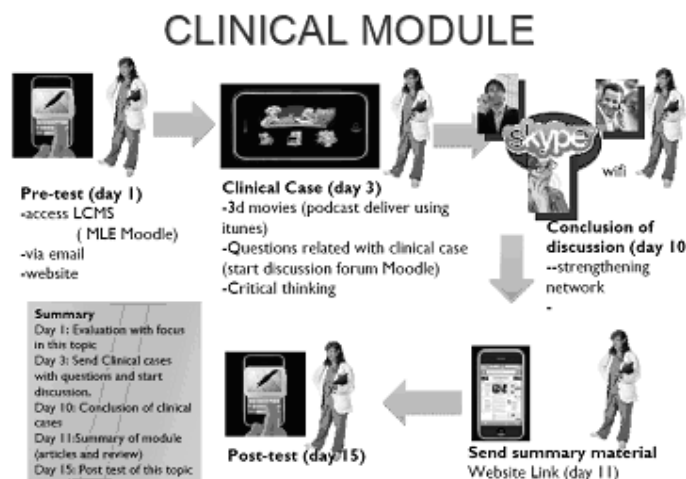 CLINICAL MODULE
Pre-test (day 1)
-access LCMS
( MLE Moodle)
-via email
-website
Clinical Case (day 3)
-3d movies (podcast deliver using
itunes)
-Questions related with clinical case
(start discussion forum Moodle)
-Critical thinking
skype
wifi
Conclusion of
discussion (day 10
--strengthening
network
-
Summary
Day 1: Evaluation with focus
in this topic
Day 3: Send Clinical cases
with questions and start
discussion.
Day 10: Conclusion of clinical
cases
Day 11:Summary of module
(articles and review)
Day 15: Post test of this topic
Post-test (day 15)
Send summary material
Website Link (day 11)